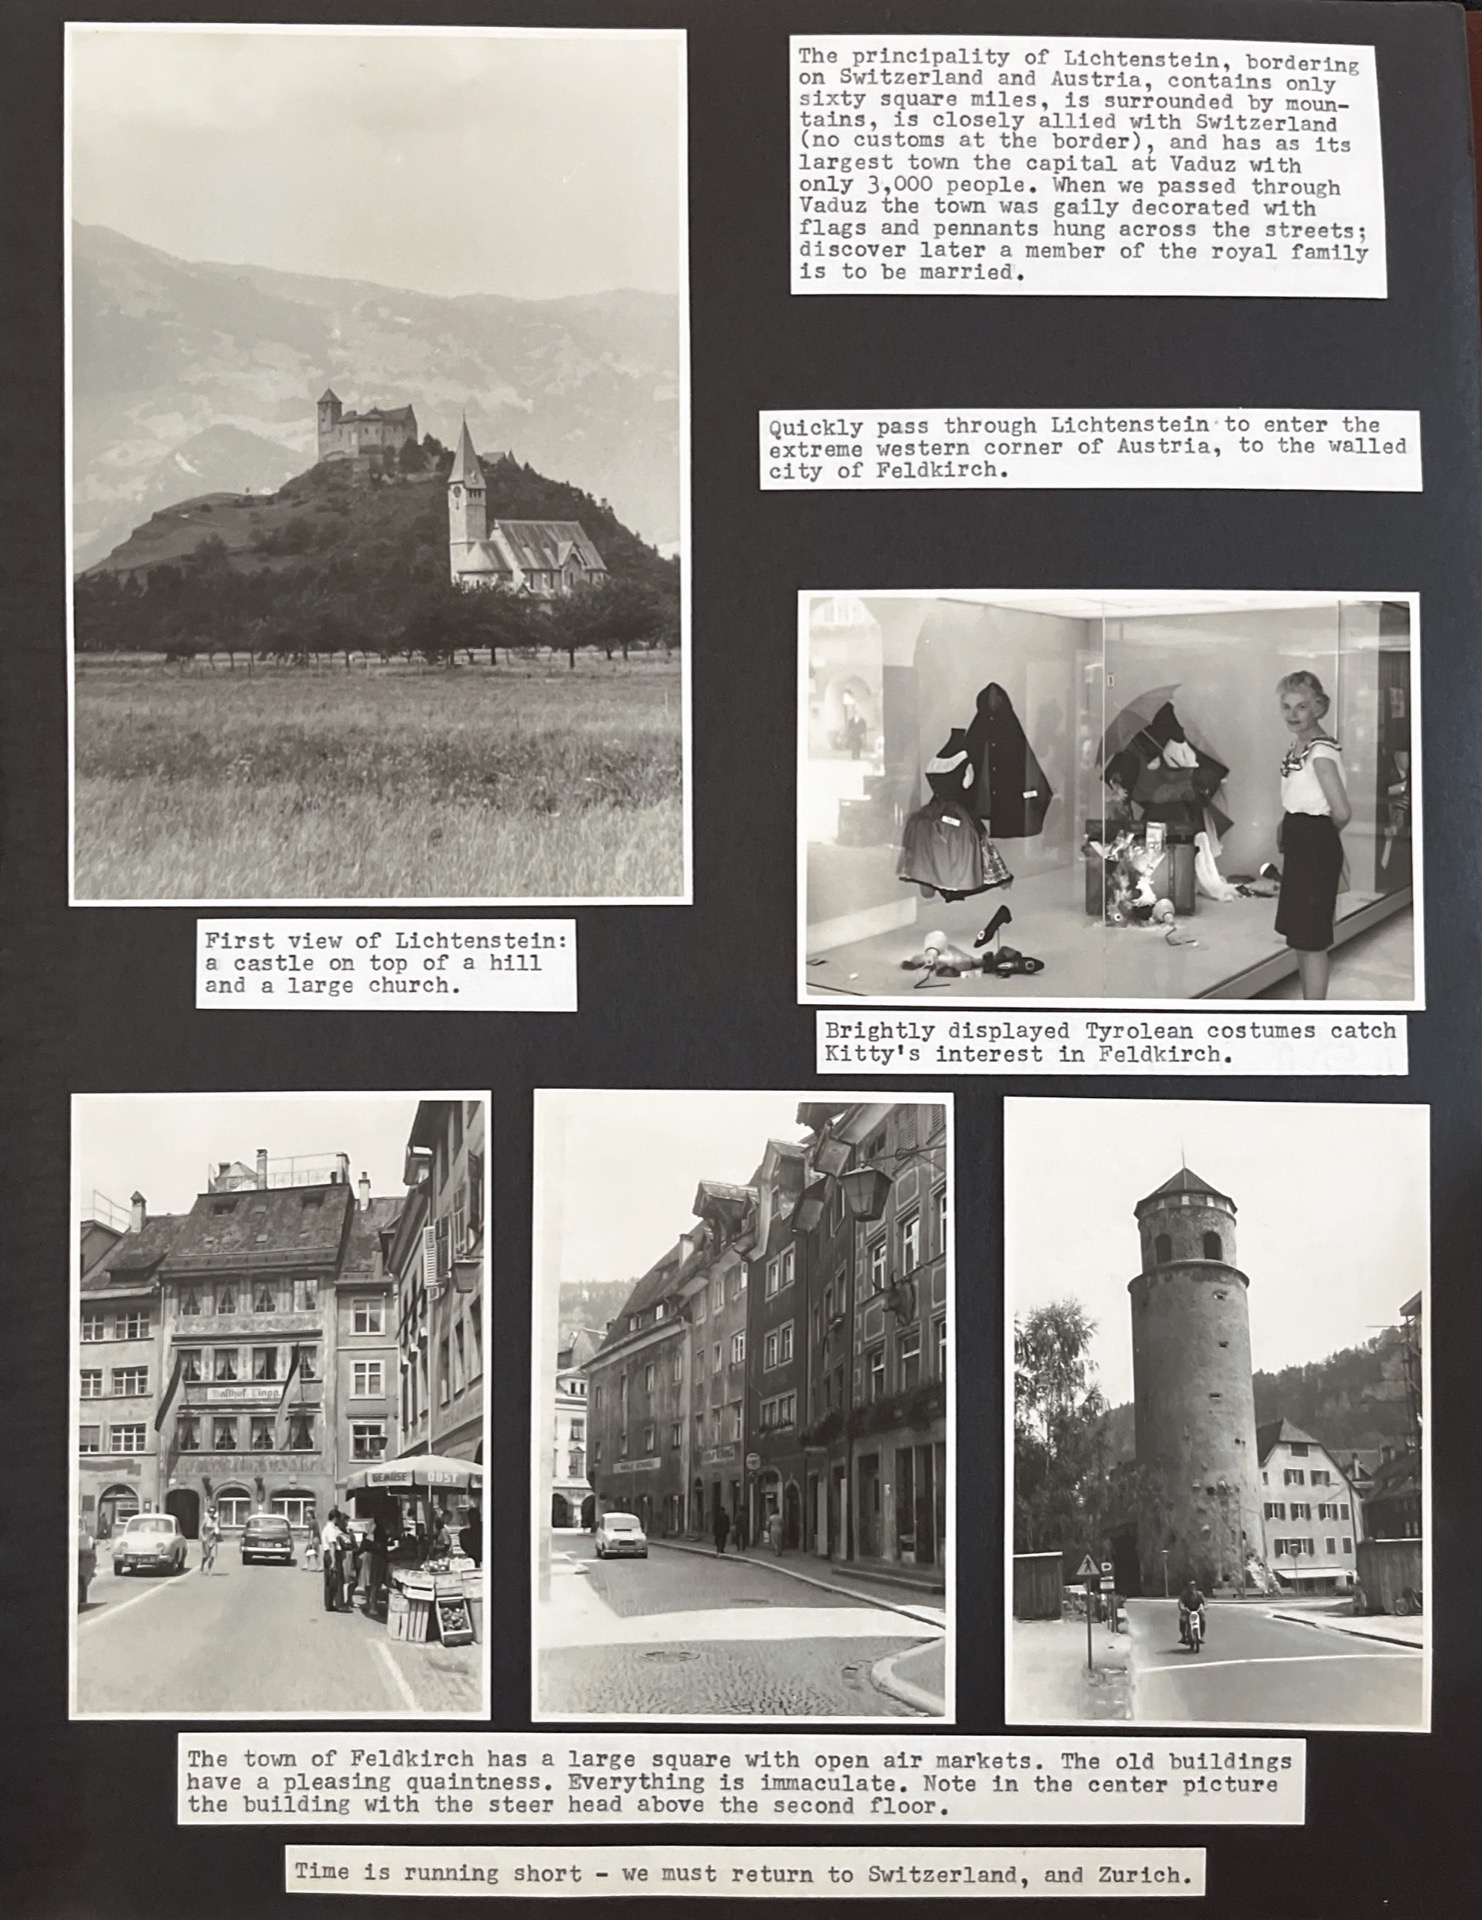 The principality of Lichtenstein, bordering
on Switzerland and Austria, contains only
sixty square miles, is surrounded by moun-
tains, is closely allied with Switzerland
(no customs at the border), and has as its
largest town the capital at Vaduz with
only 3,000 people. When we passed through
Vaduz the town was gaily decorated with
flags and pennants hung across the streets;
discover later a member of the royal family
is to be married.
Quickly pass through Lichtenstein to enter the
extreme western corner of Austria, to the walled
city of Feldkirch.
First view of Lichtenstein:
a castle on top of a hill
and a large church.
Brightly displayed Tyrolean costumes catch
Kitty's interest in Feldkirch.
Gasthof Lingg
GEMÜSE OBST
The town of Feldkirch has a large square with open air markets. The old buildings
have a pleasing quaintness. Everything is immaculate. Note in the center picture
the building with the steer head above the second floor.
Time is running short - we must return to Switzerland, and Zurich.